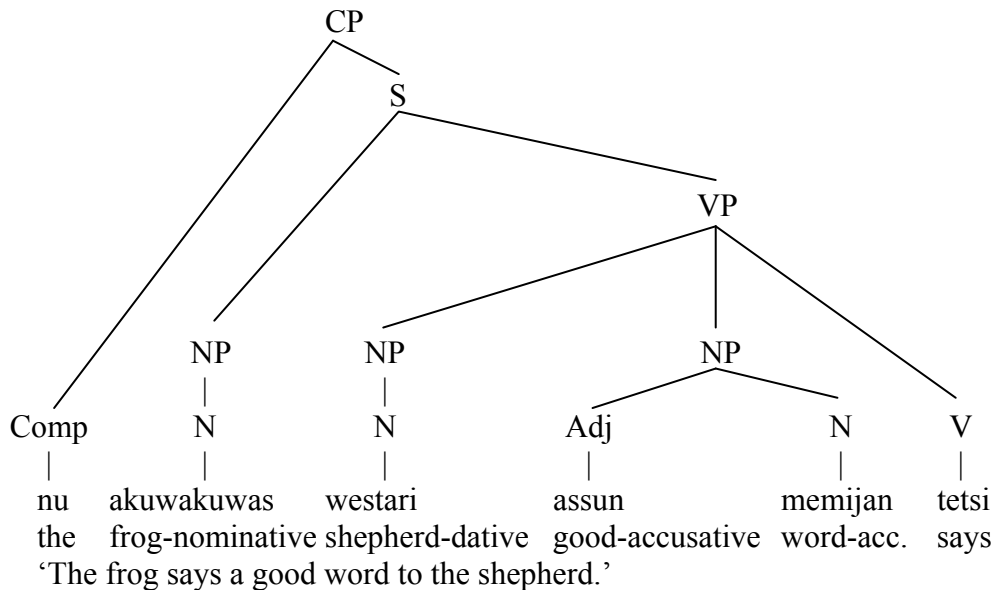 CP
S
VP
NP NP NP
| |
Comp N N Adj N V
| | | | | |
nu akuwakuwas westari assun memijan tetsi
the frog-nominative shepherd-dative good-accusative word-acc. says
‘The frog says a good word to the shepherd.’